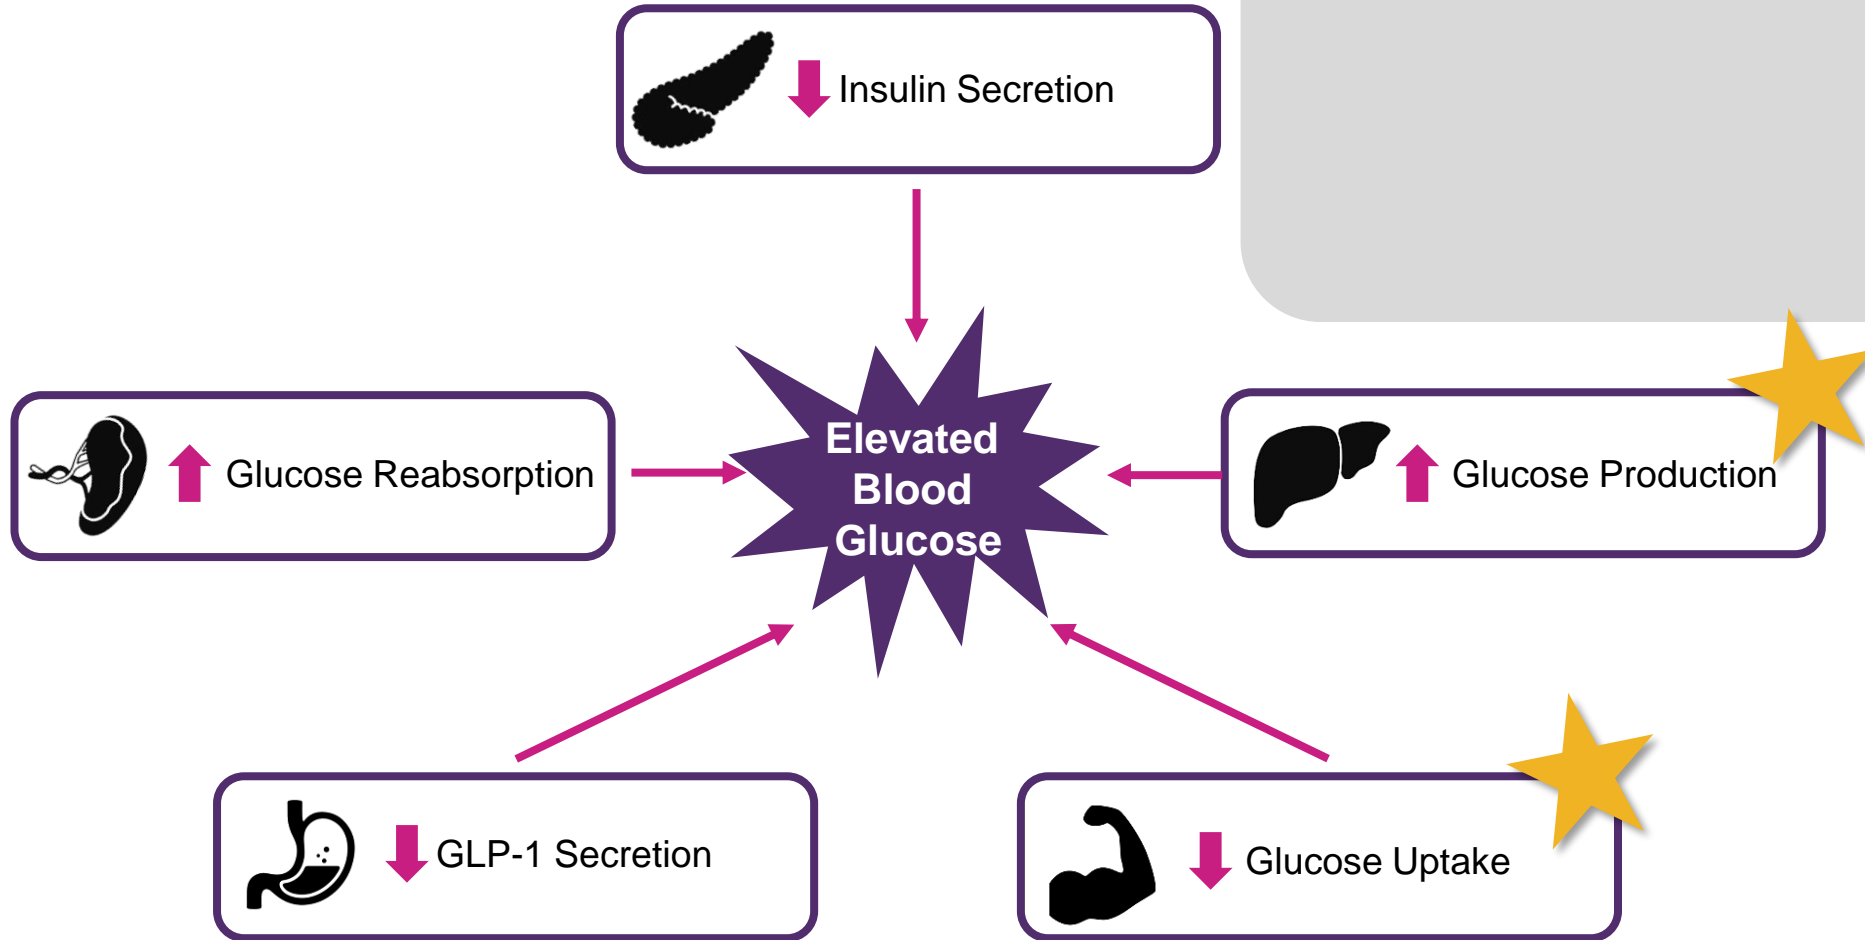 Insulin Secretion
Glucose Reabsorption
Elevated
Blood
Glucose
Glucose Production
GLP-1 Secretion
Glucose Uptake